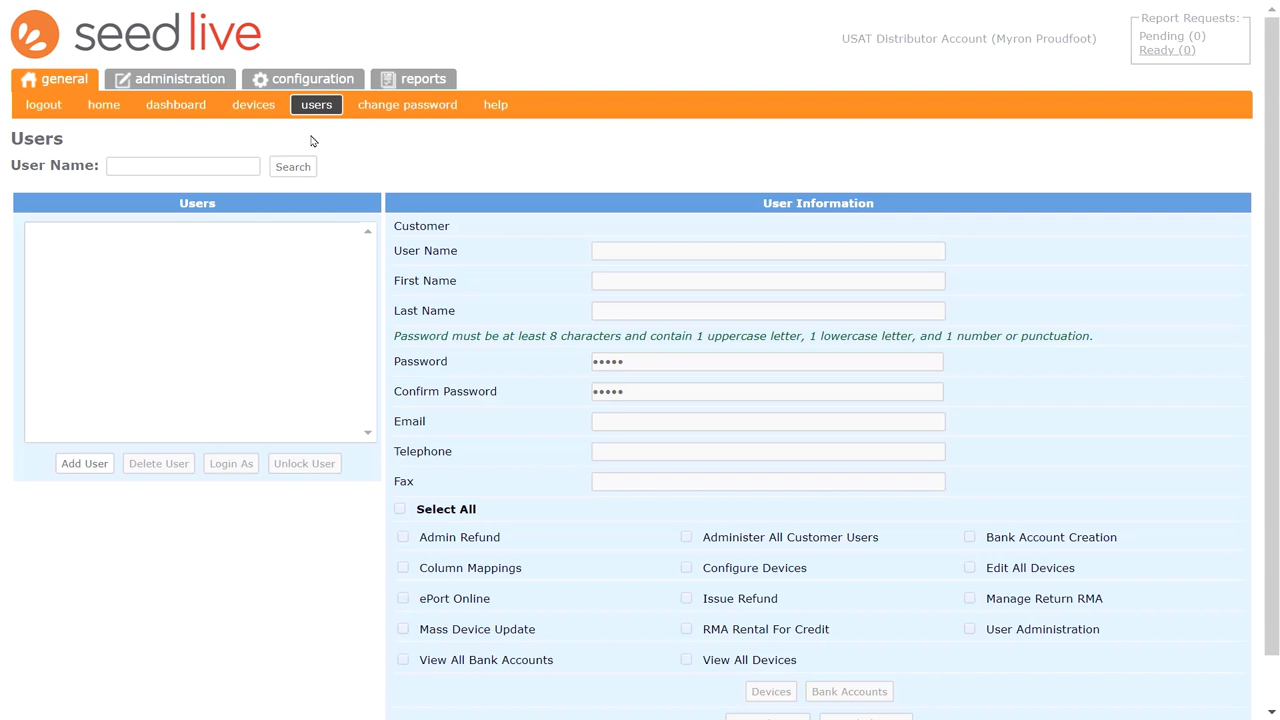 seed live
USAT Distributor Account (Myron Proudfoot)
Report Requests:
Pending (0)
Ready (0)
general
administration
configuration
reports
logout
home
dashboard
devices
users
change password
help
Users
User Name:
Search
Users
Add User
Delete User
Login As
Unlock User
User Information
Customer
User Name
First Name
Last Name
Password must be at least 8 characters and contain 1 uppercase letter, 1 lowercase letter, and 1 number or punctuation.
Password •••••
Confirm Password •••••
Email
Telephone
Fax
Select All
Admin Refund
Administer All Customer Users
Bank Account Creation
Column Mappings
Configure Devices
Edit All Devices
ePort Online
Issue Refund
Manage Return RMA
Mass Device Update
RMA Rental For Credit
User Administration
View All Bank Accounts
View All Devices
Devices
Bank Accounts